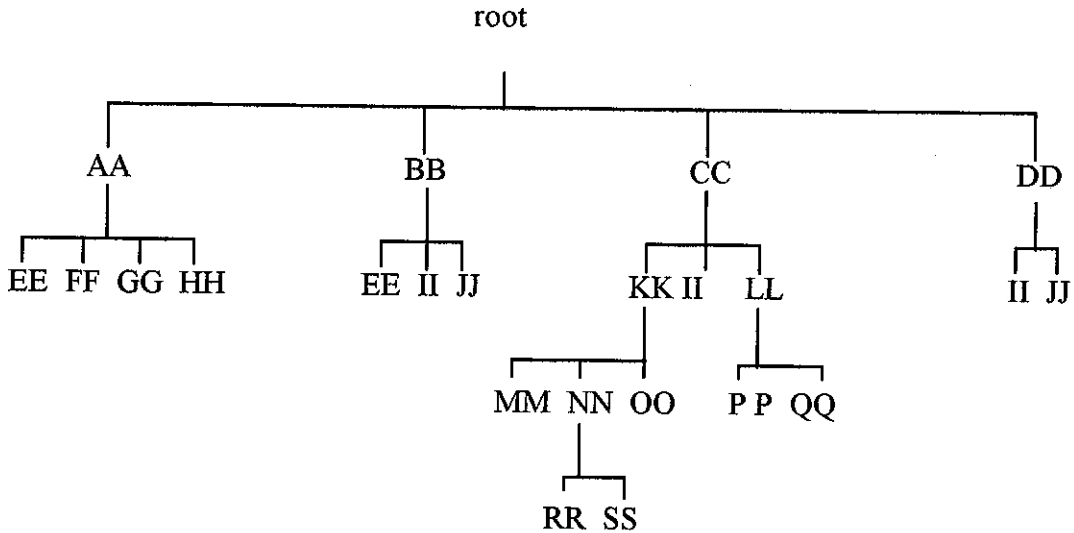 root
AA BB CC DD
EE FF GG HH EE II JJ KK II LL II JJ
MM NN OO P P QQ
RR SS